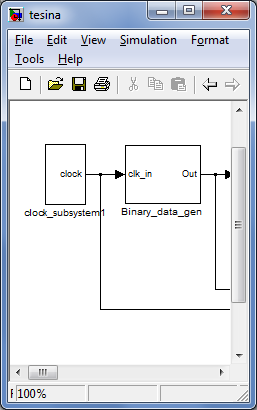 tesina
File Edit View Simulation Format
Tools Help
clock clk_in Out
clock_subsystem1 Binary_data_gen
100%